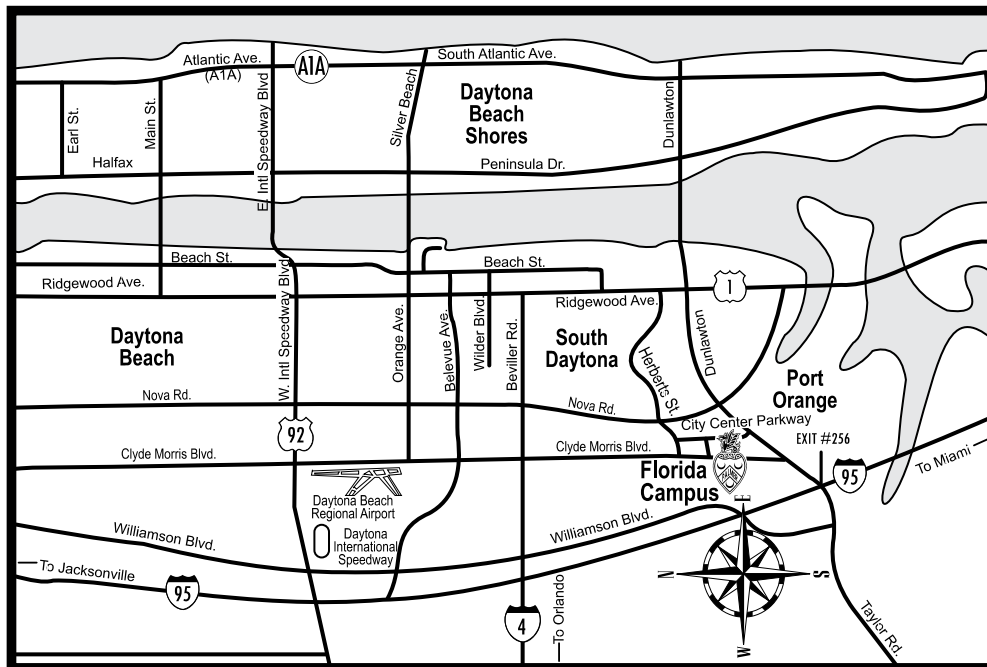 Atlantic Ave.
(A1A)
A1A
South Atlantic Ave.
Earl St.
Main St.
E. Intl Speedway Blvd
Silver Beach
Daytona
Beach
Shores
Dunlawton
Halfax
Peninsula Dr.
Beach St.
Beach St.
Ridgewood Ave.
Ridgewood Ave.
1
Daytona
Beach
W. Intl Speedway Blvd
Orange Ave.
Belevue Ave.
Wilder Blvd.
Beviller Rd.
South
Daytona
Herberts St.
Dunlawton
Port
Orange
Nova Rd.
Nova Rd.
City Center Parkway
92
EXIT #256
Clyde Morris Blvd.
Clyde Morris Blvd.
Florida
Campus
PALMER
95
To Miami
Daytona Beach
Regional Airport
Daytona
International
Speedway
Williamson Blvd.
Williamson Blvd.
To Jacksonville
95
4
To Orlando
E
N
S
W
Taylor Rd.